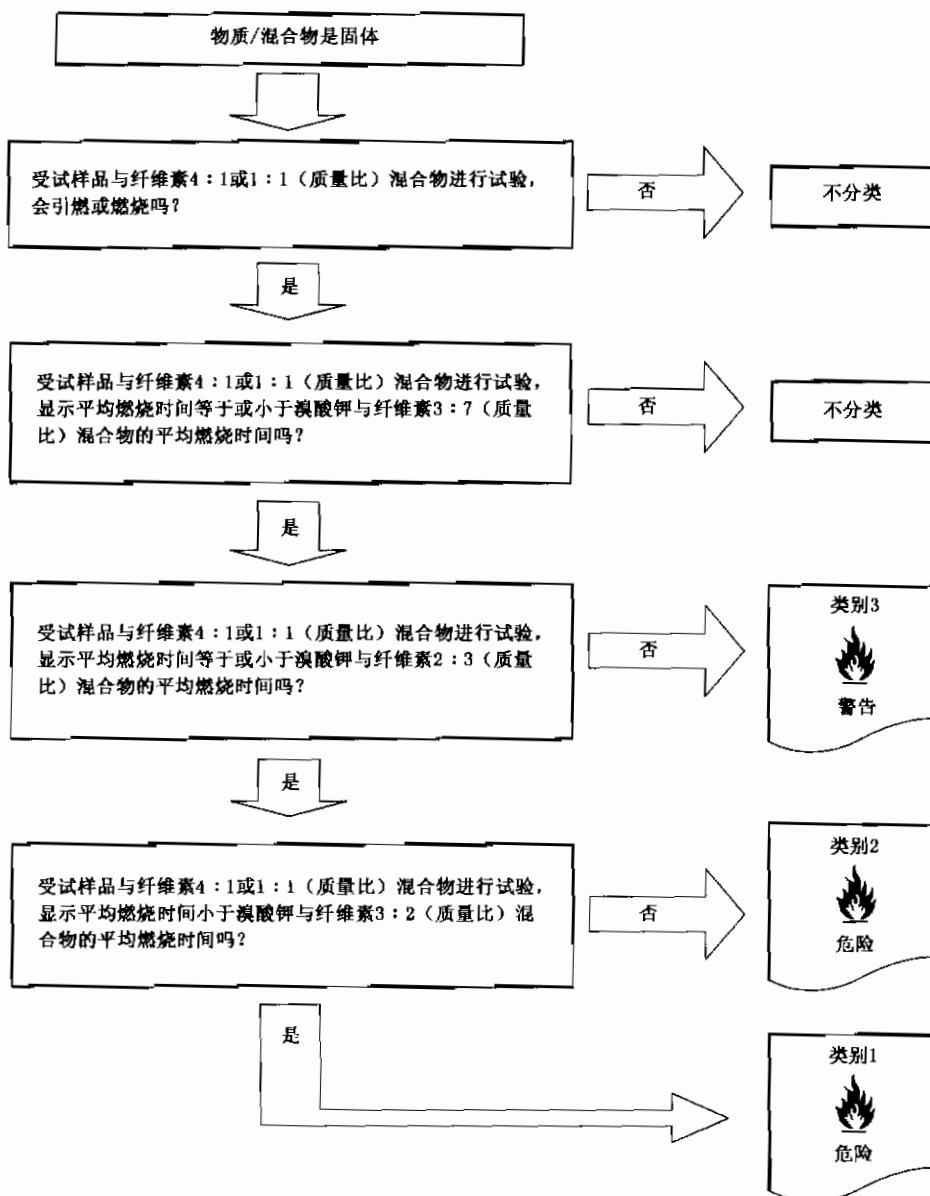 物质/混合物是固体
受试样品与纤维素4：1或1：1（质量比）混合物进行试验，
会引燃或燃烧吗？
否
不分类
是
受试样品与纤维素4：1或1：1（质量比）混合物进行试验，
显示平均燃烧时间等于或小于溴酸钾与纤维素3：7（质量
比）混合物的平均燃烧时间吗？
否
不分类
是
受试样品与纤维素4：1或1：1（质量比）混合物进行试验，
显示平均燃烧时间等于或小于溴酸钾与纤维素2：3（质量
比）混合物的平均燃烧时间吗？
否
类别3
警告
是
受试样品与纤维素4：1或1：1（质量比）混合物进行试验，
显示平均燃烧时间小于溴酸钾与纤维素3：2（质量比）混
合物的平均燃烧时间吗？
否
类别2
危险
是
类别1
危险